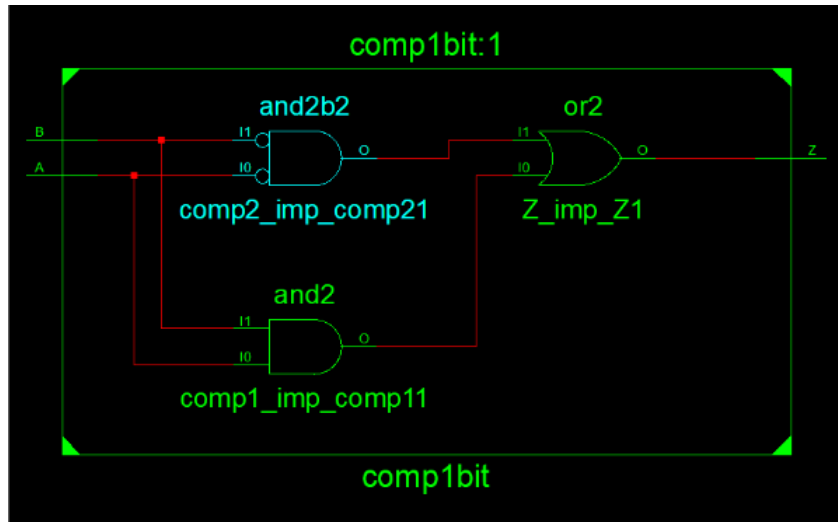 comp1bit:1
and2b2
or2
B
I1
O
I1
O
Z
A
I0
I0
comp2_imp_comp21
Z_imp_Z1
and2
I1
O
I0
comp1_imp_comp11
comp1bit